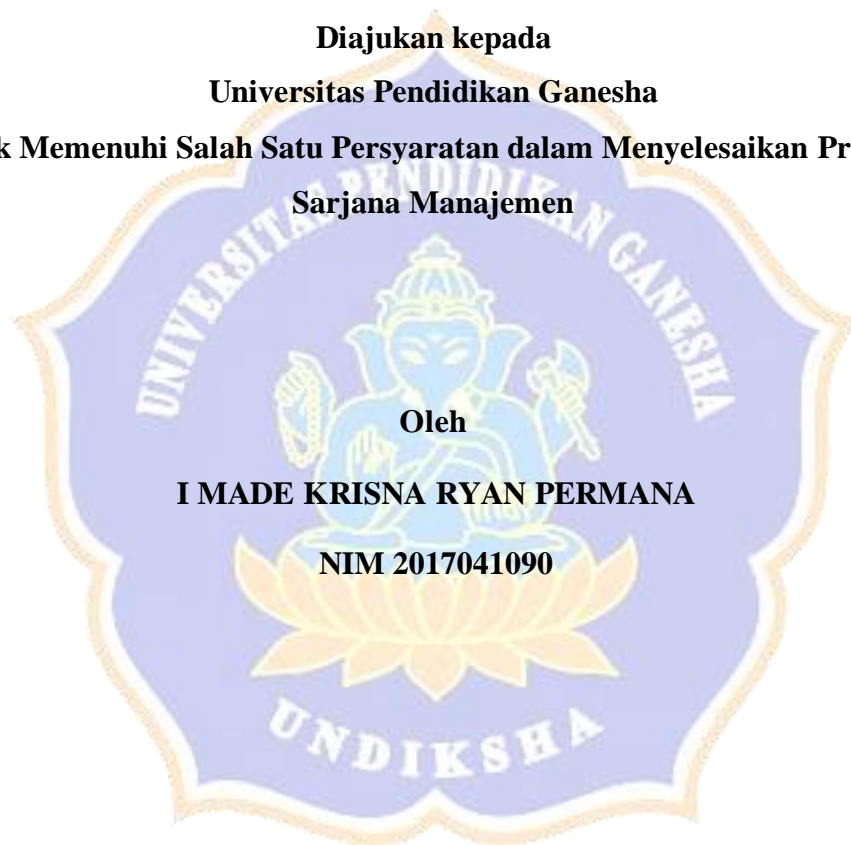 Diajukan kepada
Universitas Pendidikan Ganesha
k Memenuhi Salah Satu Persyaratan dalam Menyelesaikan Pr
Sarjana Manajemen
UNIVERSITAS PENDIDIKAN GANESHA
Oleh
I MADE KRISNA RYAN PERMANA
NIM 2017041090
UNDIKSHA